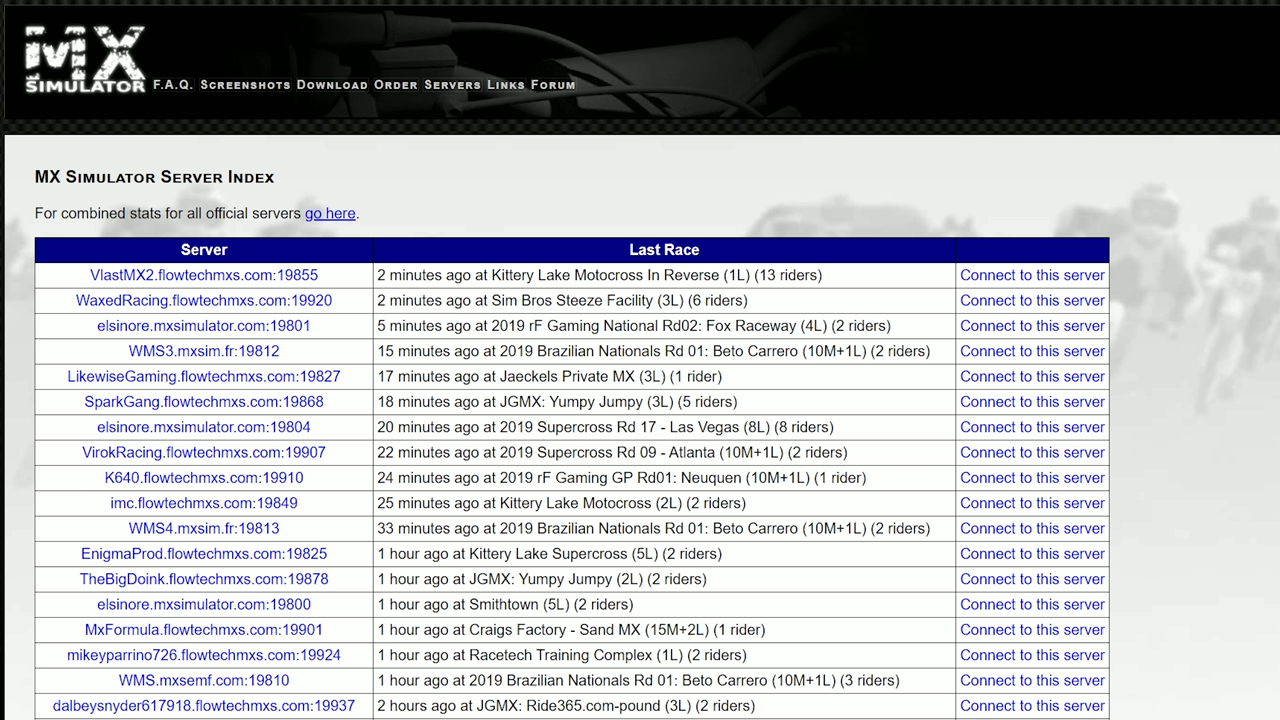 MX
SIMULATOR
F.A.Q. SCREENSHOTS DOWNLOAD ORDER SERVERS LINKS FORUM
MX SIMULATOR SERVER INDEX
For combined stats for all official servers go here.
Server Last Race
VlastMX2.flowtechmxs.com:19855 2 minutes ago at Kittery Lake Motocross In Reverse (1L) (13 riders) Connect to this server
WaxedRacing.flowtechmxs.com:19920 2 minutes ago at Sim Bros Steeze Facility (3L) (6 riders) Connect to this server
elsinore.mxsimulator.com:19801 5 minutes ago at 2019 rF Gaming National Rd02: Fox Raceway (4L) (2 riders) Connect to this server
WMS3.mxsim.fr:19812 15 minutes ago at 2019 Brazilian Nationals Rd 01: Beto Carrero (10M+1L) (2 riders) Connect to this server
LikewiseGaming.flowtechmxs.com:19827 17 minutes ago at Jaeckels Private MX (3L) (1 rider) Connect to this server
SparkGang.flowtechmxs.com:19868 18 minutes ago at JGMX: Yumpy Jumpy (3L) (5 riders) Connect to this server
elsinore.mxsimulator.com:19804 20 minutes ago at 2019 Supercross Rd 17 - Las Vegas (8L) (8 riders) Connect to this server
VirokRacing.flowtechmxs.com:19907 22 minutes ago at 2019 Supercross Rd 09 - Atlanta (10M+1L) (2 riders) Connect to this server
K640.flowtechmxs.com:19910 24 minutes ago at 2019 rF Gaming GP Rd01: Neuquen (10M+1L) (1 rider) Connect to this server
imc.flowtechmxs.com:19849 25 minutes ago at Kittery Lake Motocross (2L) (2 riders) Connect to this server
WMS4.mxsim.fr:19813 33 minutes ago at 2019 Brazilian Nationals Rd 01: Beto Carrero (10M+1L) (2 riders) Connect to this server
EnigmaProd.flowtechmxs.com:19825 1 hour ago at Kittery Lake Supercross (5L) (2 riders) Connect to this server
TheBigDoink.flowtechmxs.com:19878 1 hour ago at JGMX: Yumpy Jumpy (2L) (2 riders) Connect to this server
elsinore.mxsimulator.com:19800 1 hour ago at Smithtown (5L) (2 riders) Connect to this server
MxFormula.flowtechmxs.com:19901 1 hour ago at Craigs Factory - Sand MX (15M+2L) (1 rider) Connect to this server
mikeyparrino726.flowtechmxs.com:19924 1 hour ago at Racetech Training Complex (1L) (2 riders) Connect to this server
WMS.mxsemf.com:19810 1 hour ago at 2019 Brazilian Nationals Rd 01: Beto Carrero (10M+1L) (3 riders) Connect to this server
dalbeysnyder617918.flowtechmxs.com:19937 2 hours ago at JGMX: Ride365.com-pound (3L) (2 riders) Connect to this server